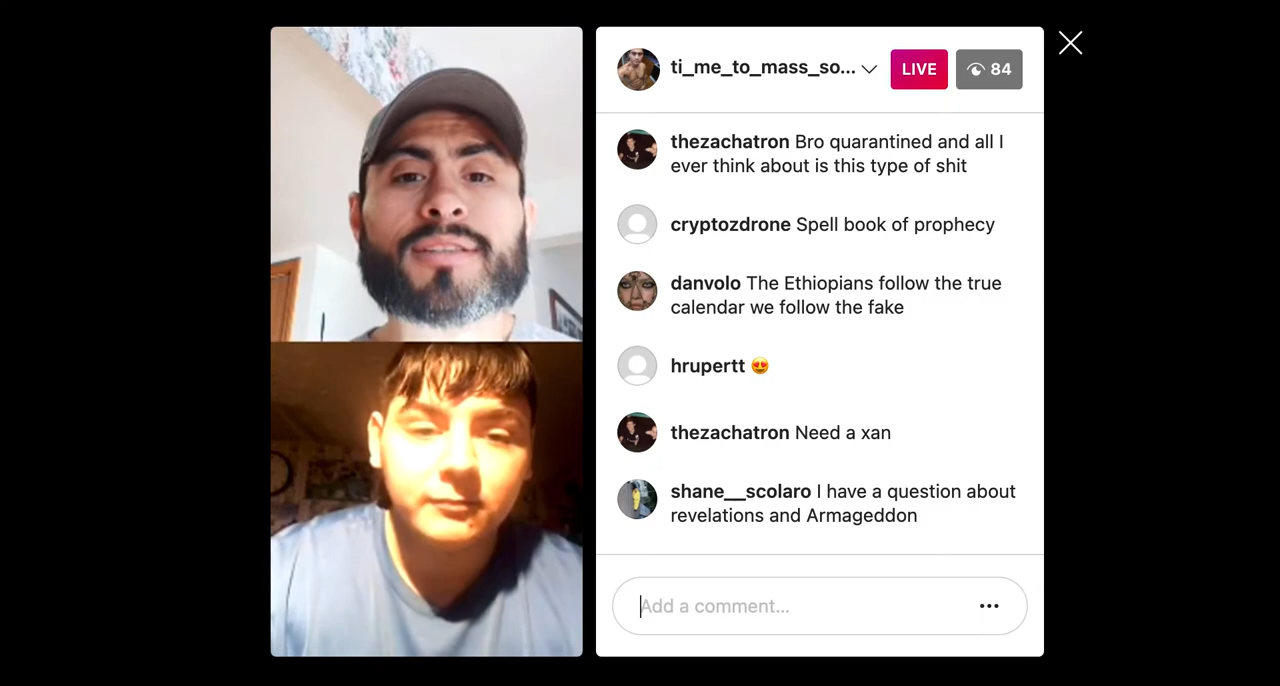 ti_me_to_mass_so...
LIVE
84
thezachatron Bro quarantined and all I
ever think about is this type of shit
cryptozdrone Spell book of prophecy
danvolo The Ethiopians follow the true
calendar we follow the fake
hrupertt 😍
thezachatron Need a xan
shane__scolaro I have a question about
revelations and Armageddon
Add a comment...